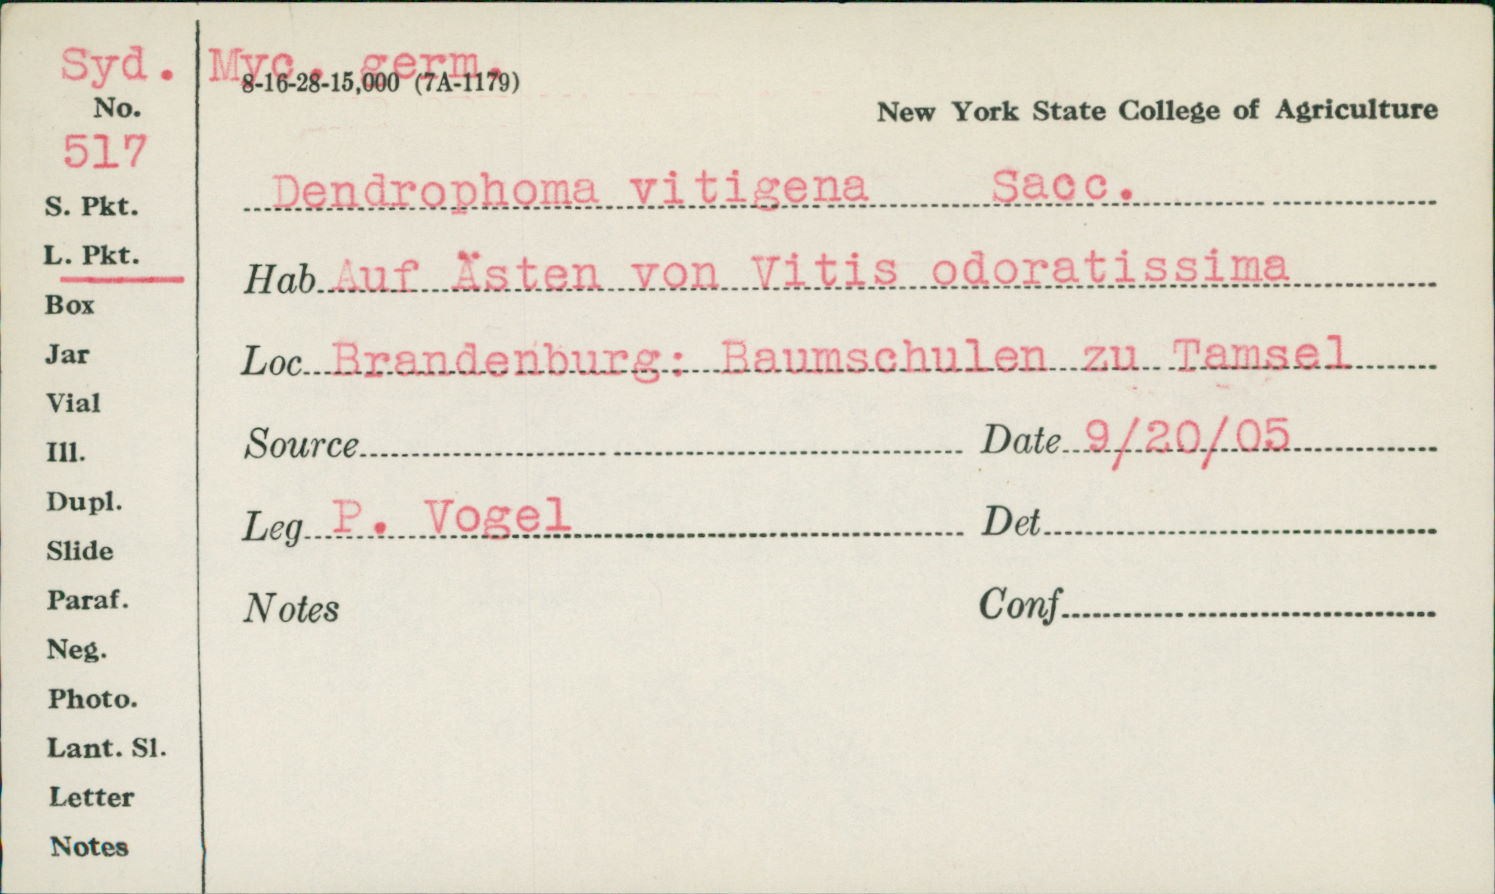 Syd. Myc. germ.
8-16-28-15,000 (7A-1179)
No.
New York State College of Agriculture
517
Dendrophoma vitigena Sacc.
S. Pkt.
L. Pkt.
Hab Auf Ästen von Vitis odoratissima
Box
Jar
Loc Brandenburg: Baumschulen zu Tamsel
Vial
Ill.
Source Date 9/20/05
Dupl.
Leg P. Vogel Det
Slide
Paraf.
Notes Conf
Neg.
Photo.
Lant. Sl.
Letter
Notes